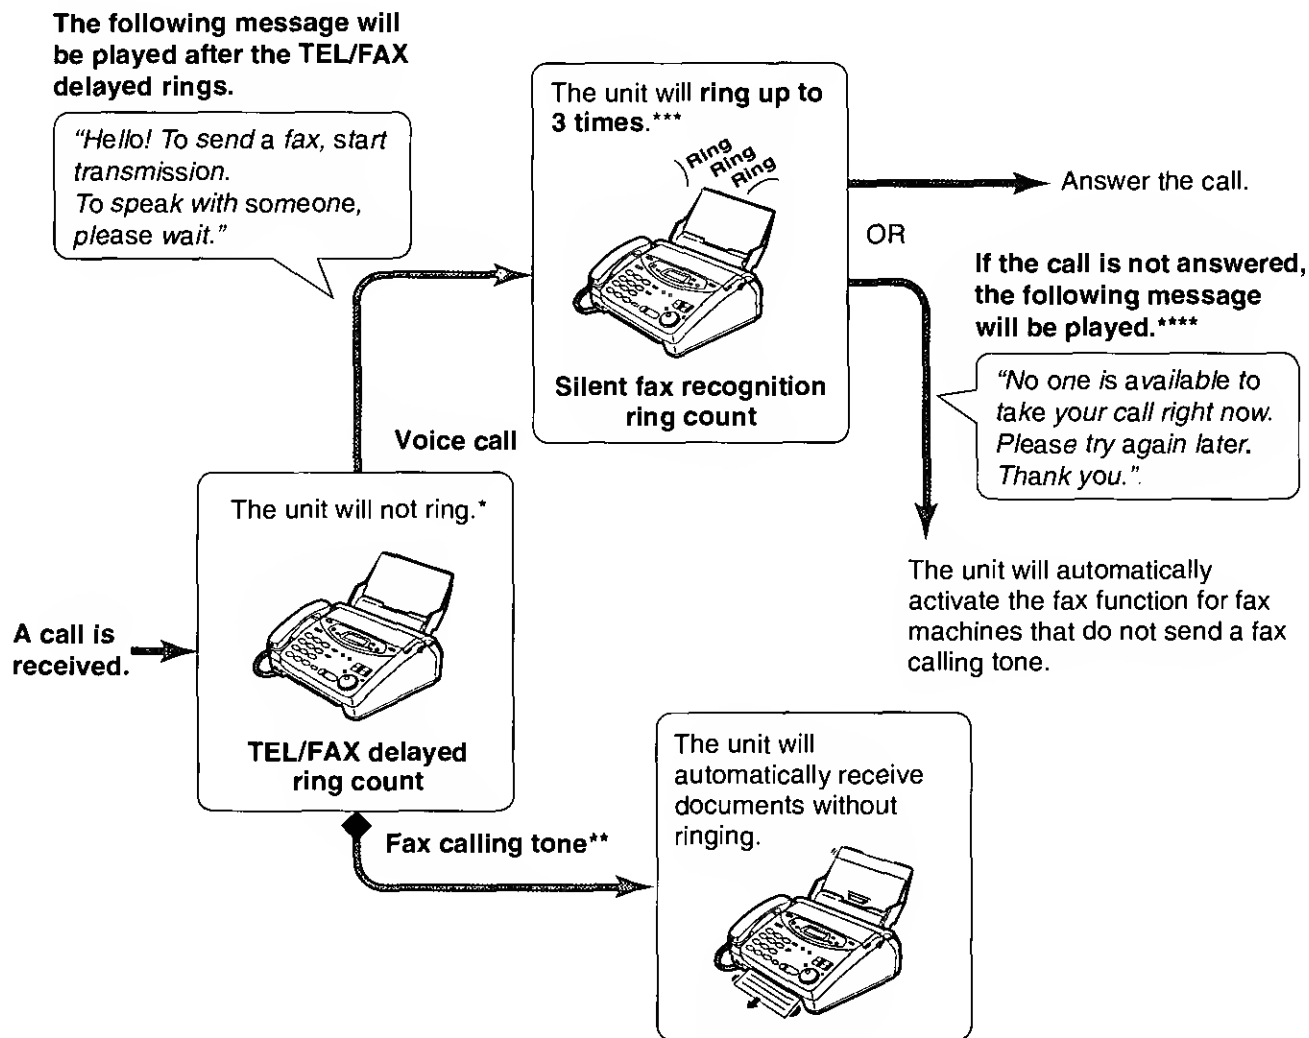 The following message will
be played after the TEL/FAX
delayed rings.
"Hello! To send a fax, start
transmission.
To speak with someone,
please wait."
The unit will ring up to
3 times.***
Ring
Ring
Ring
Silent fax recognition
ring count
Answer the call.
OR
If the call is not answered,
the following message
will be played.****
"No one is available to
take your call right now.
Please try again later.
Thank you."
The unit will automatically
activate the fax function for fax
machines that do not send a fax
calling tone.
Voice call
The unit will not ring.*
A call is
received.
TEL/FAX delayed
ring count
Fax calling tone**
The unit will
automatically receive
documents without
ringing.